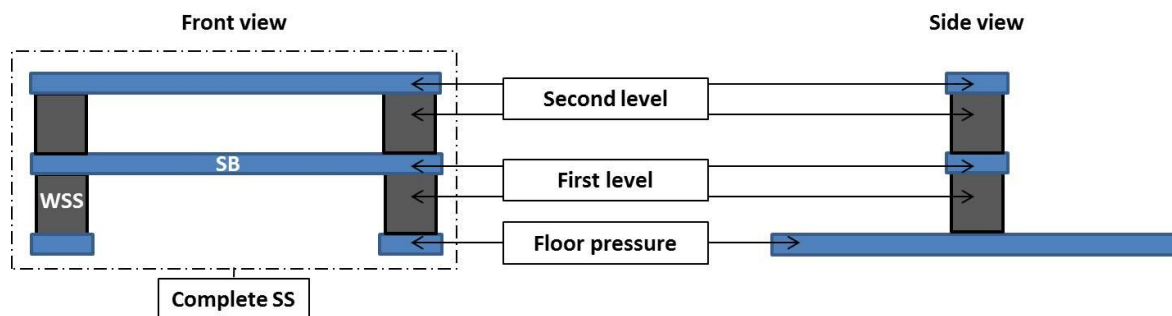 Front view
Side view
Second level
SB
First level
WSS
Floor pressure
Complete SS